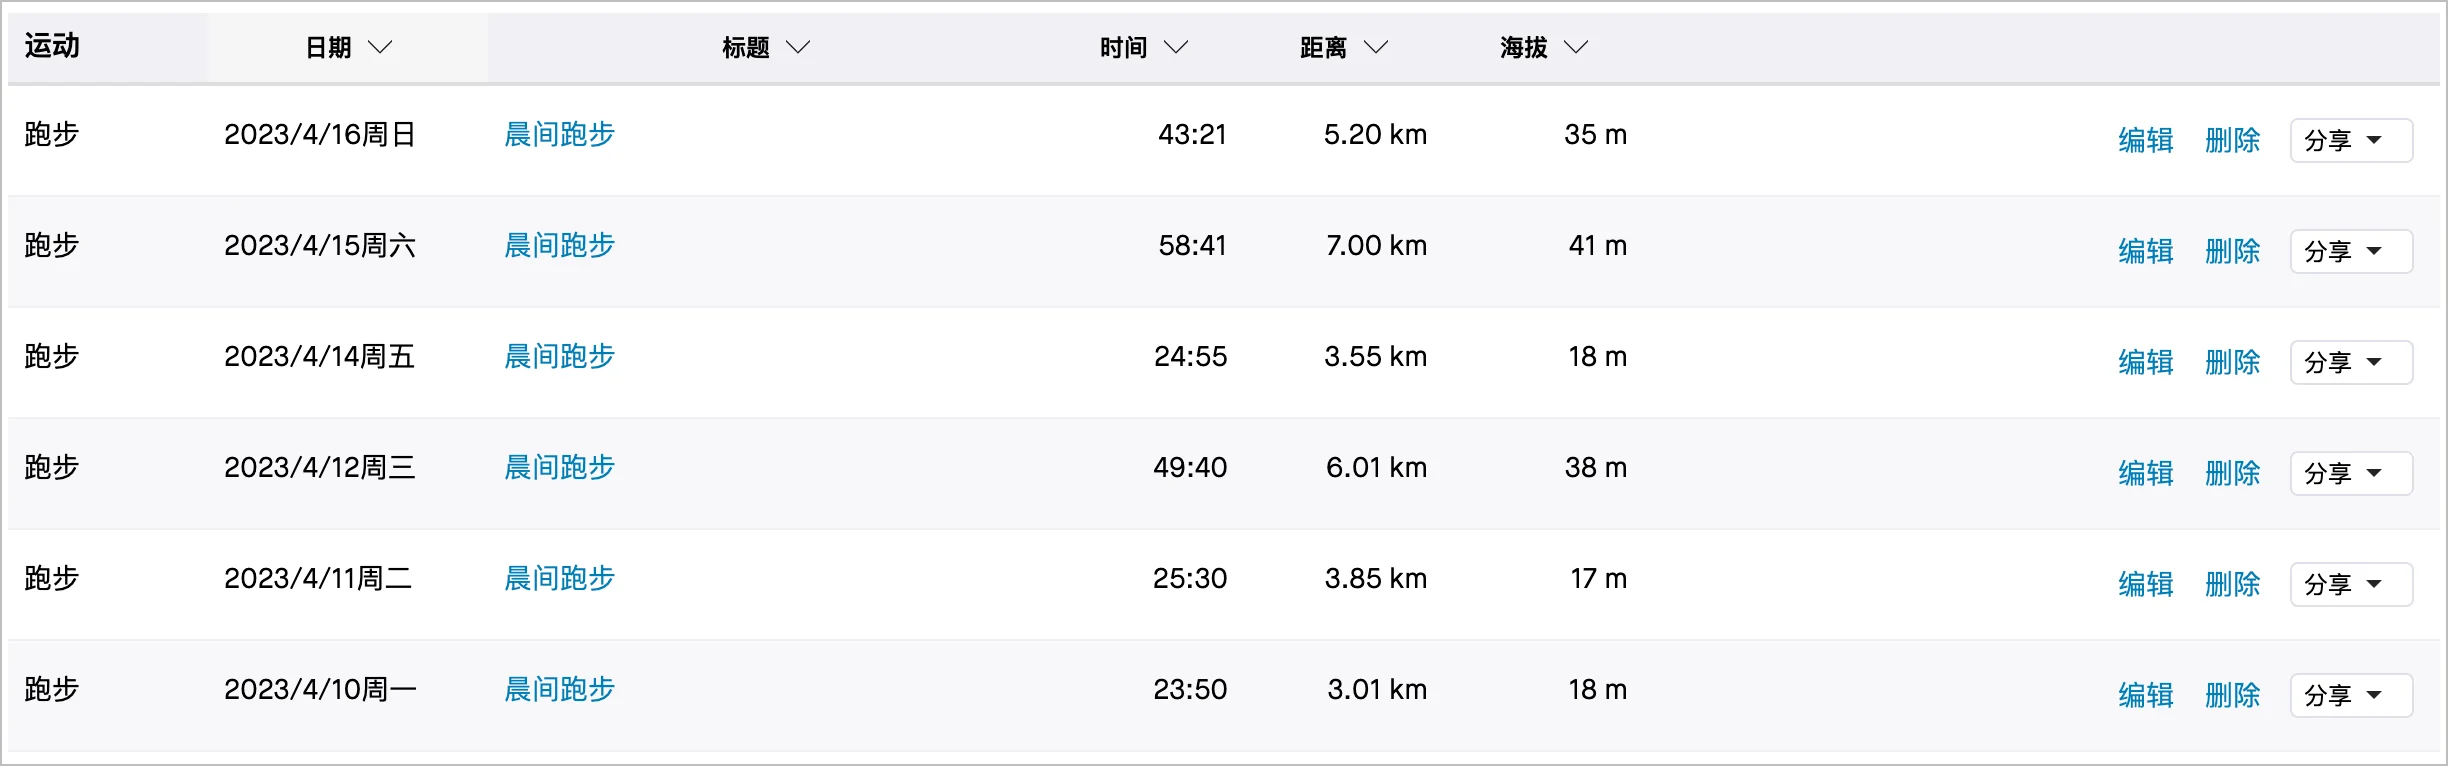 运动 日期 标题 时间 距离 海拔
跑步 2023/4/16周日 晨间跑步 43:21 5.20 km 35 m 编辑 删除 分享
跑步 2023/4/15周六 晨间跑步 58:41 7.00 km 41 m 编辑 删除 分享
跑步 2023/4/14周五 晨间跑步 24:55 3.55 km 18 m 编辑 删除 分享
跑步 2023/4/12周三 晨间跑步 49:40 6.01 km 38 m 编辑 删除 分享
跑步 2023/4/11周二 晨间跑步 25:30 3.85 km 17 m 编辑 删除 分享
跑步 2023/4/10周一 晨间跑步 23:50 3.01 km 18 m 编辑 删除 分享